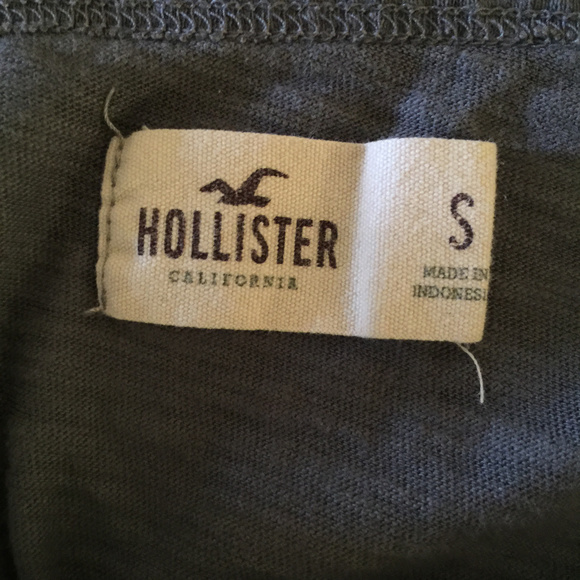 HOLLISTER
CALIFORNIA
S
MADE IN
INDONESI